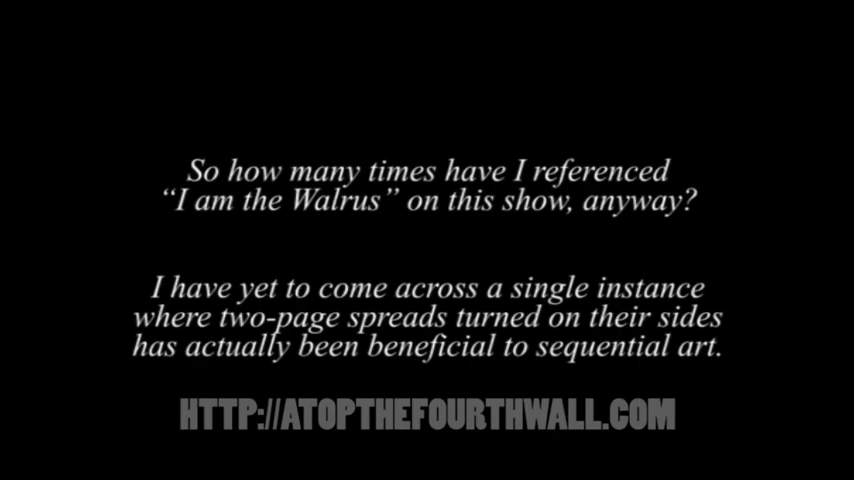 So how many times have I referenced
“I am the Walrus” on this show, anyway?
I have yet to come across a single instance
where two-page spreads turned on their sides
has actually been beneficial to sequential art.
HTTP://ATOPTHEFOURTHWALL.COM